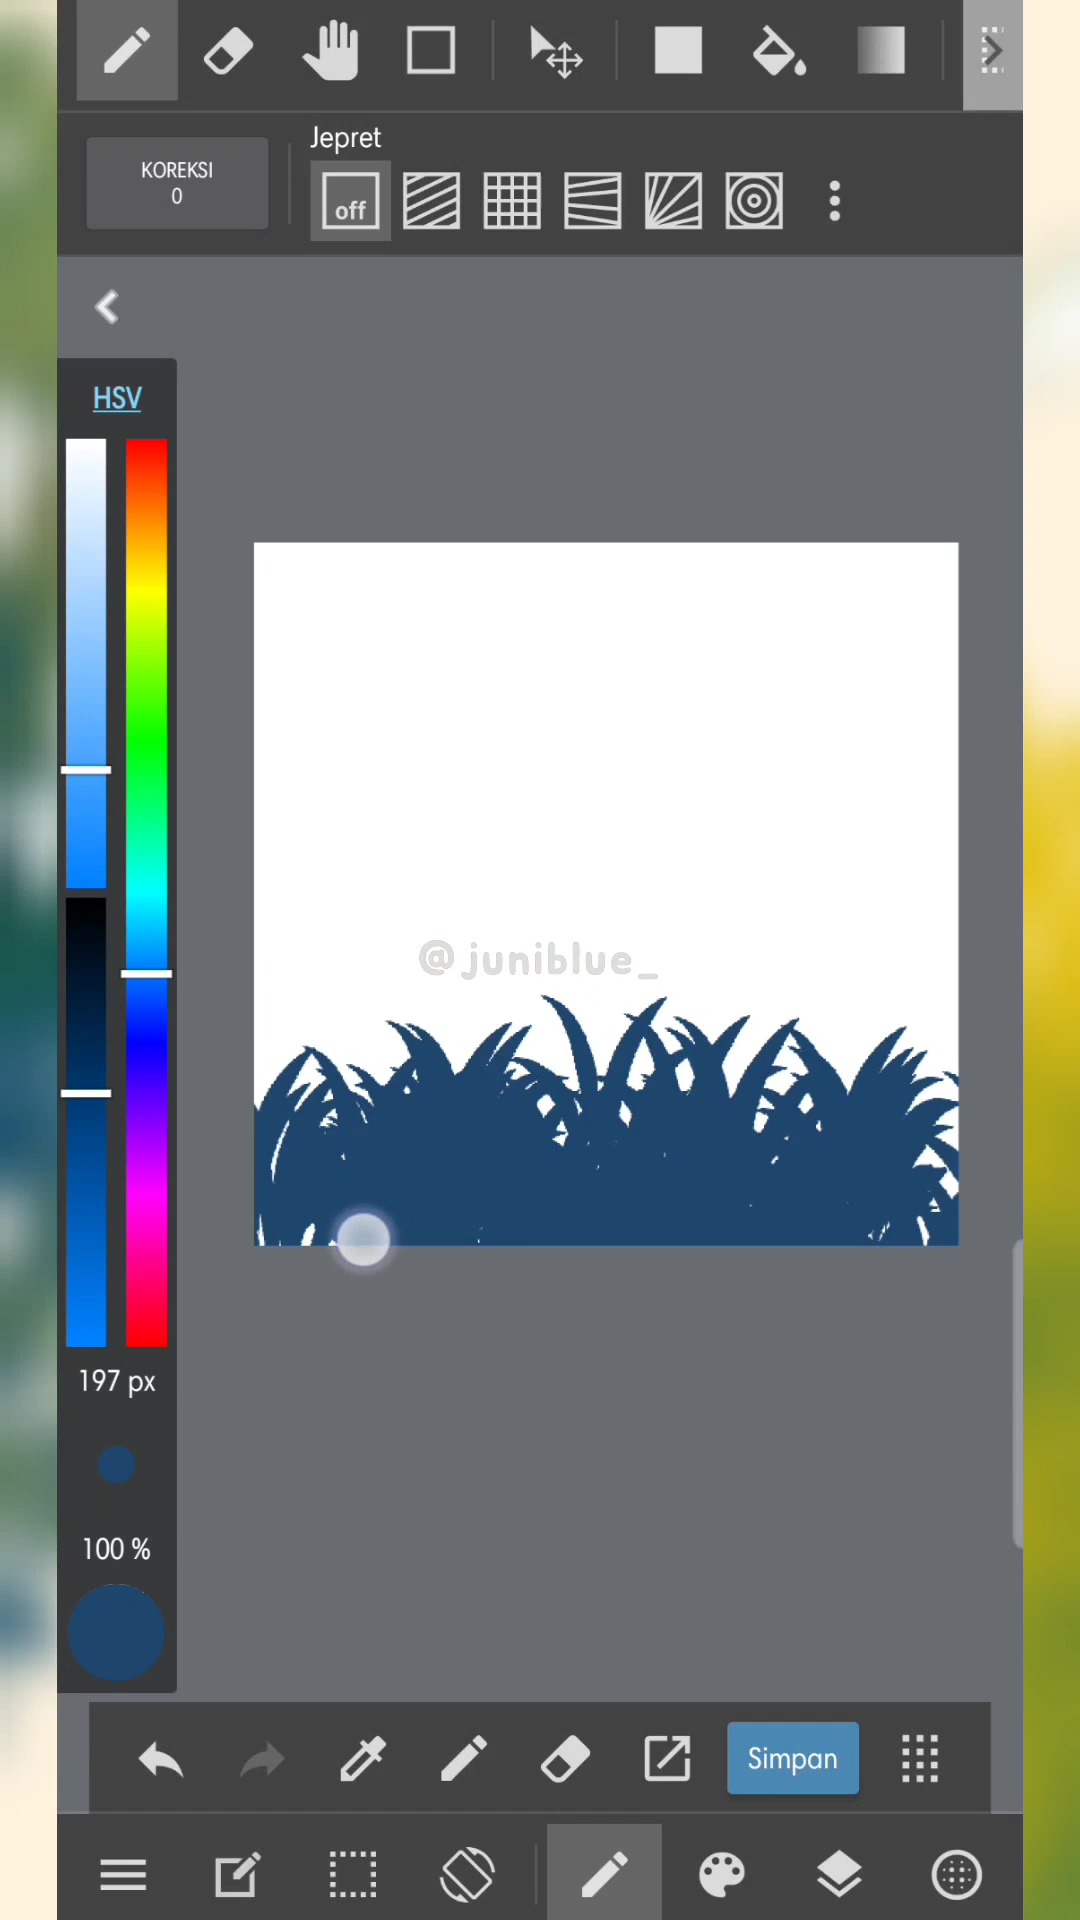 Jepret
KOREKSI
0
off
HSV
@juniblue_
197 px
100 %
Simpan